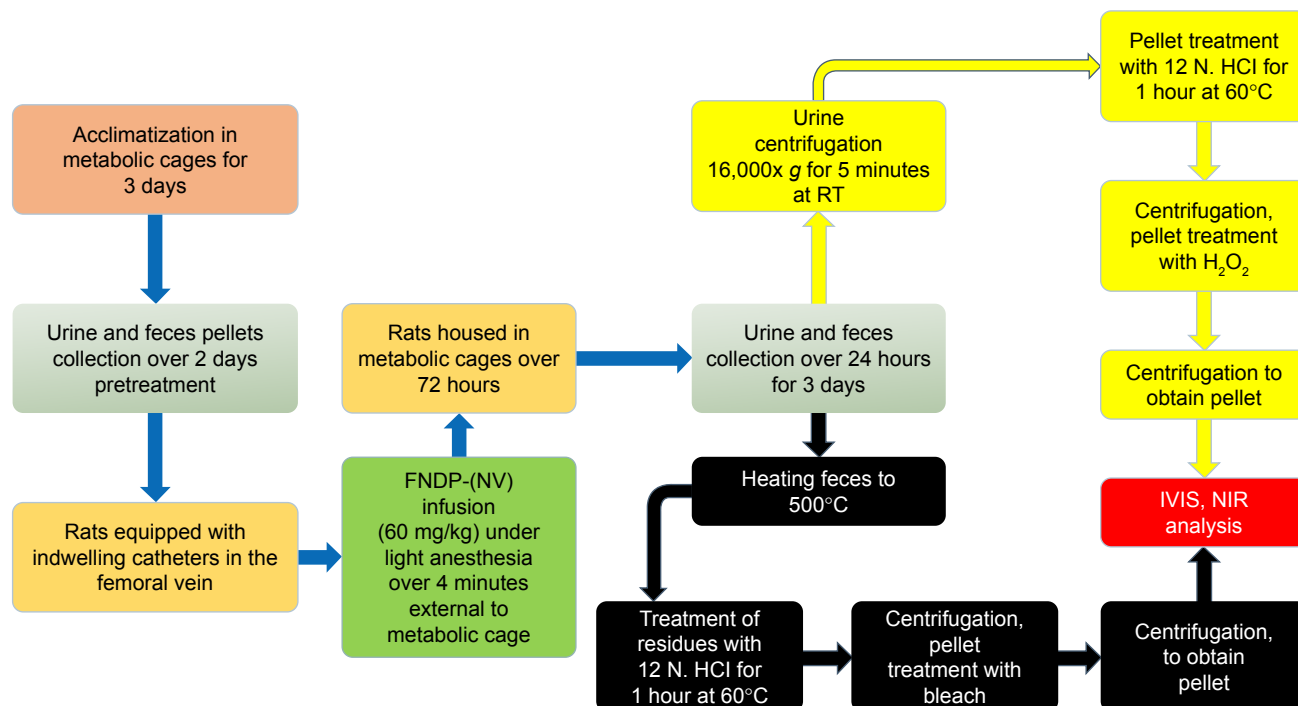 Acclimatization in
metabolic cages for
3 days
Urine and feces pellets
collection over 2 days
pretreatment
Rats equipped with
indwelling catheters in the
femoral vein
FNDP-(NV)
infusion
(60 mg/kg) under
light anesthesia
over 4 minutes
external to
metabolic cage
Rats housed in
metabolic cages over
72 hours
Urine and feces
collection over 24 hours
for 3 days
Urine
centrifugation
16,000x g for 5 minutes
at RT
Pellet treatment
with 12 N. HCl for
1 hour at 60°C
Centrifugation,
pellet treatment
with H₂O₂
Centrifugation to
obtain pellet
Heating feces to
500°C
Treatment of
residues with
12 N. HCl for
1 hour at 60°C
Centrifugation,
pellet
treatment with
bleach
Centrifugation,
to obtain
pellet
IVIS, NIR
analysis